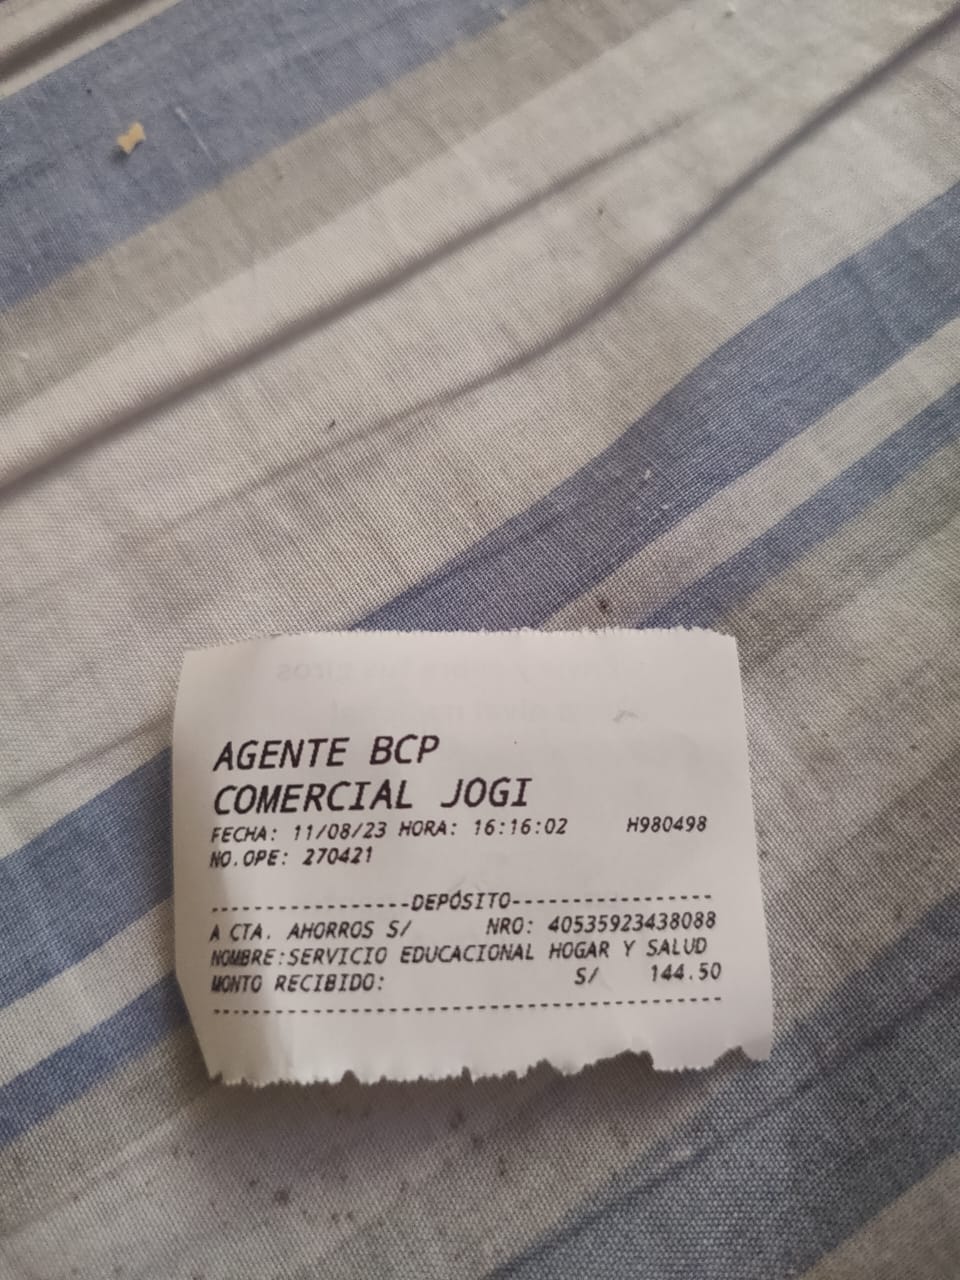 AGENTE BCP
COMERCIAL JOGI
FECHA: 11/08/23 HORA: 16:16:02 H980498
NO.OPE: 270421
------------------DEPÓSITO------------------
A CTA. AHORROS S/ NRO: 40535923438088
NOMBRE:SERVICIO EDUCACIONAL HOGAR Y SALUD
MONTO RECIBIDO: S/ 144.50